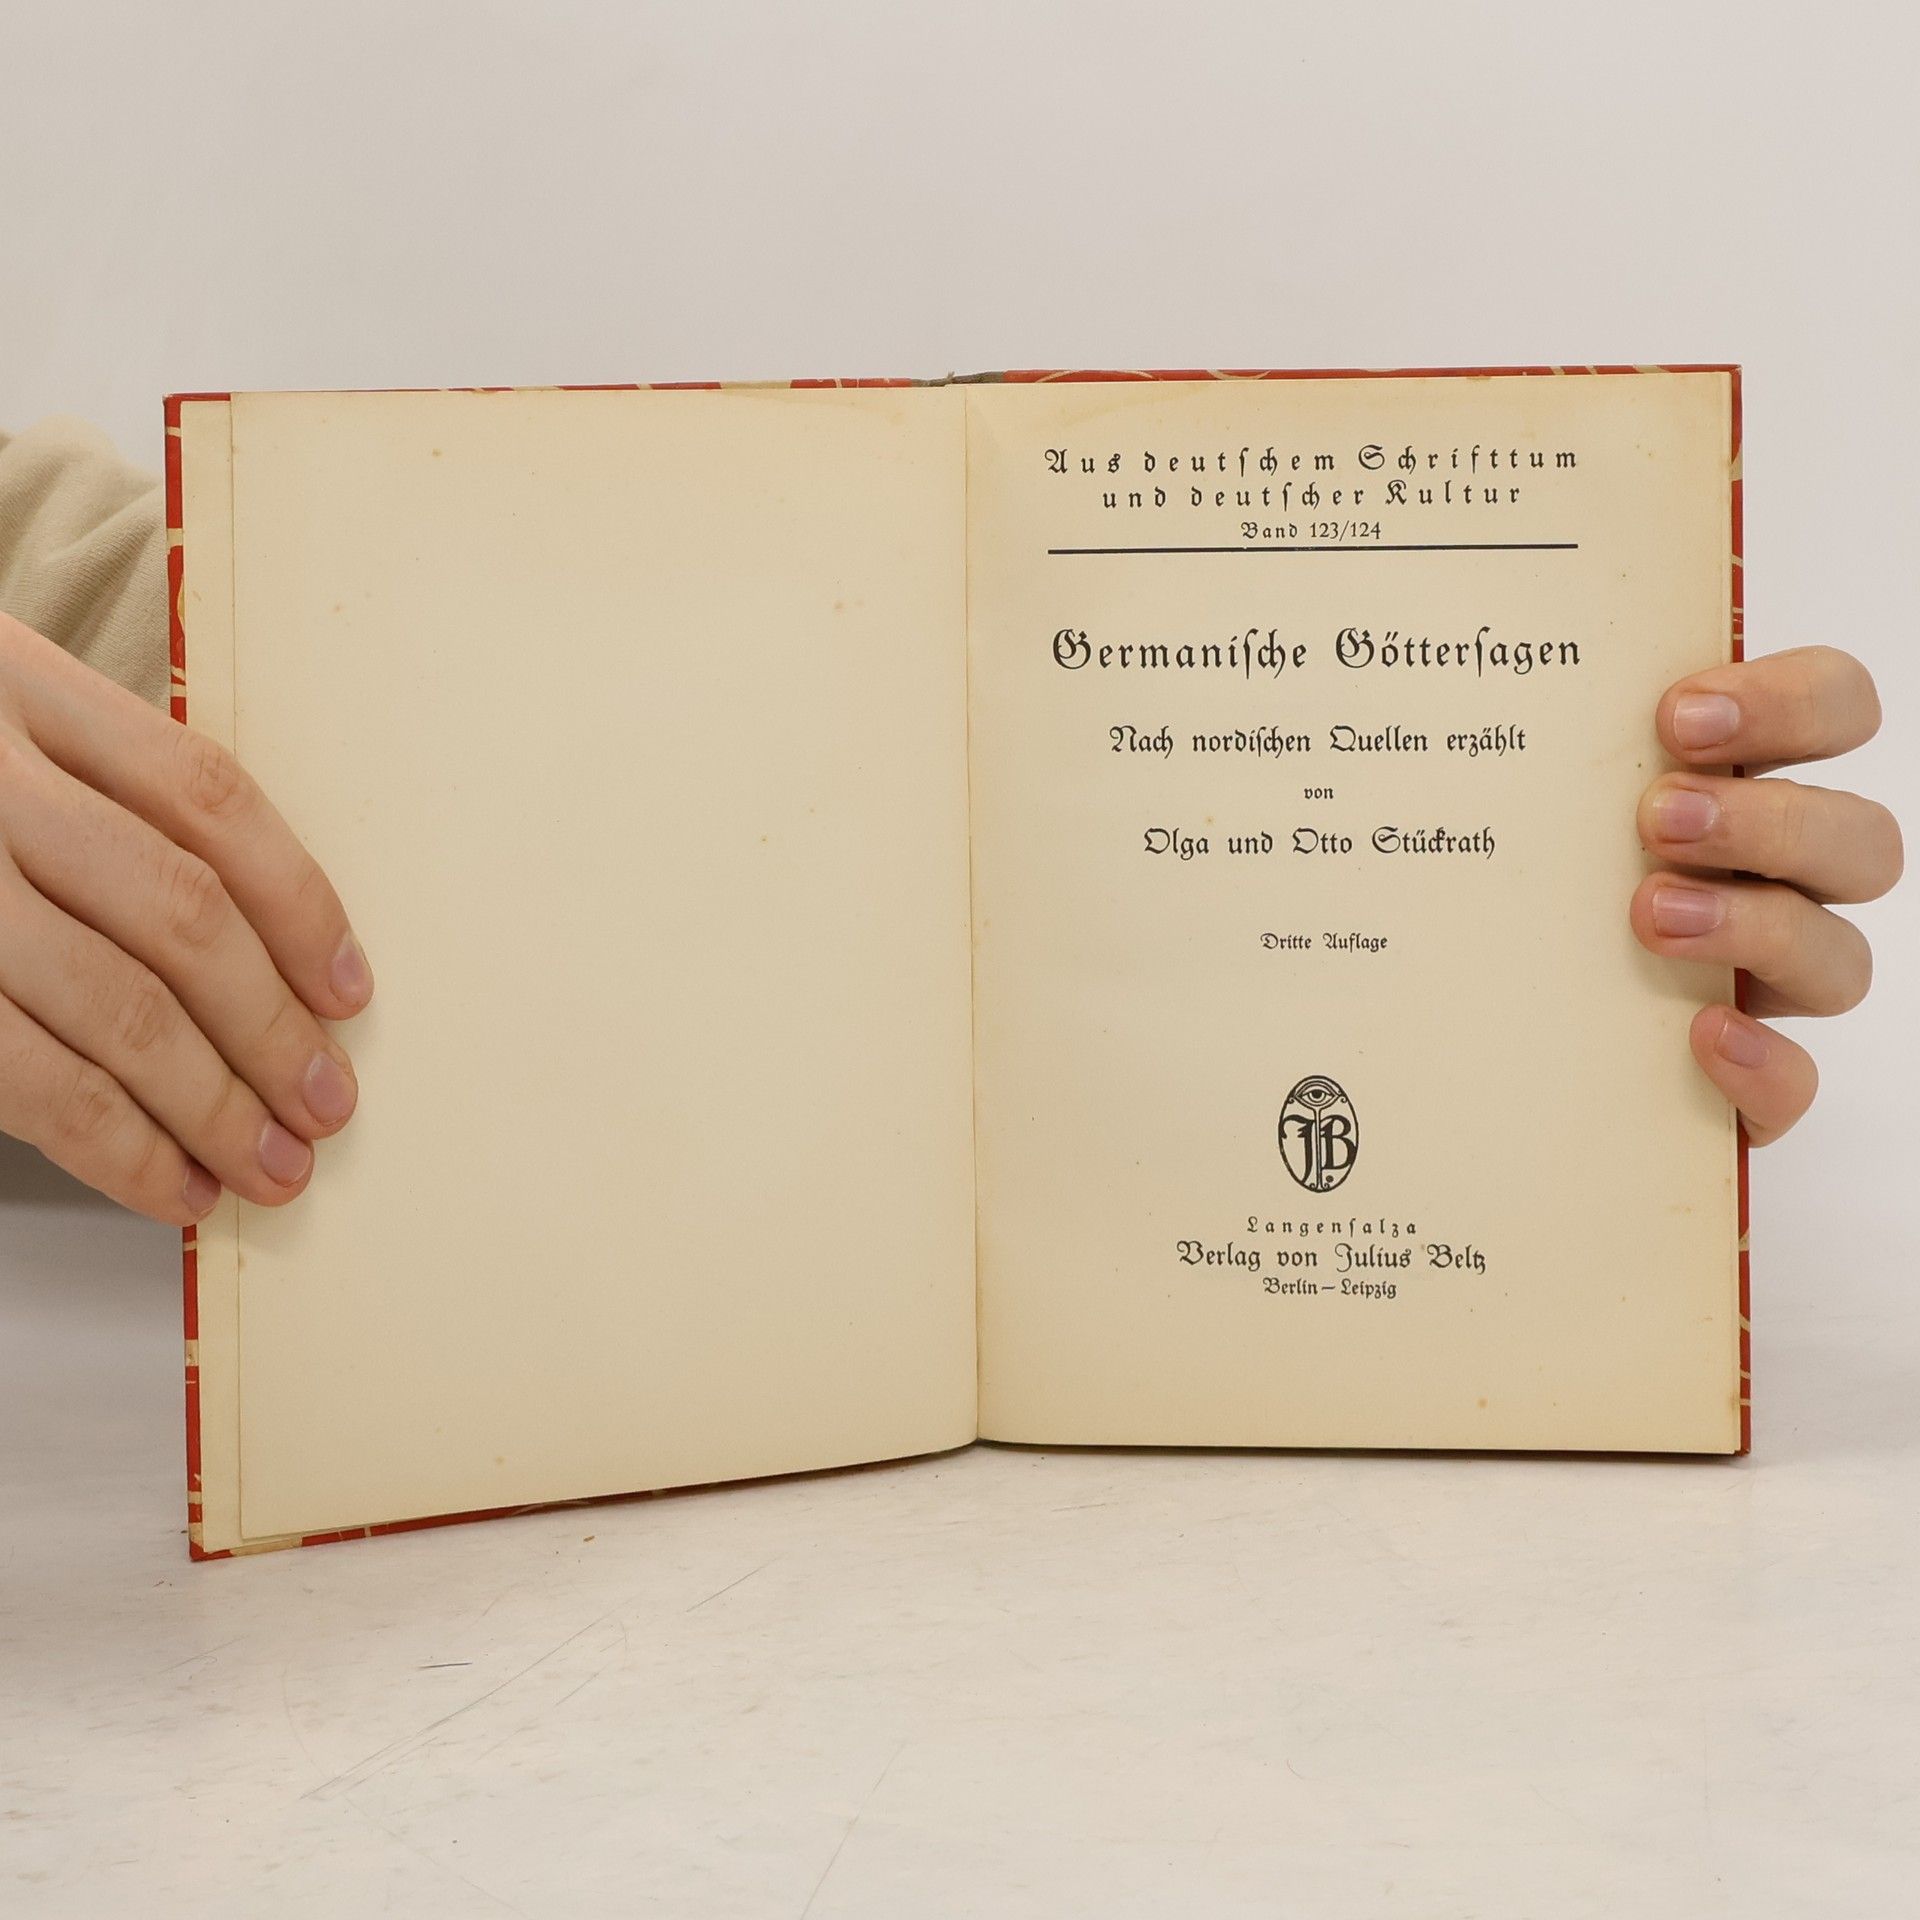 Aus deutſchem Schrifttum
und deutſcher Kultur
Band 123/124
Germaniſche Götterſagen
Nach nordiſchen Quellen erzählt
von
Olga und Otto Stückrath
Dritte Auflage
JB
Langenſalza
Verlag von Julius Beltz
Berlin – Leipzig